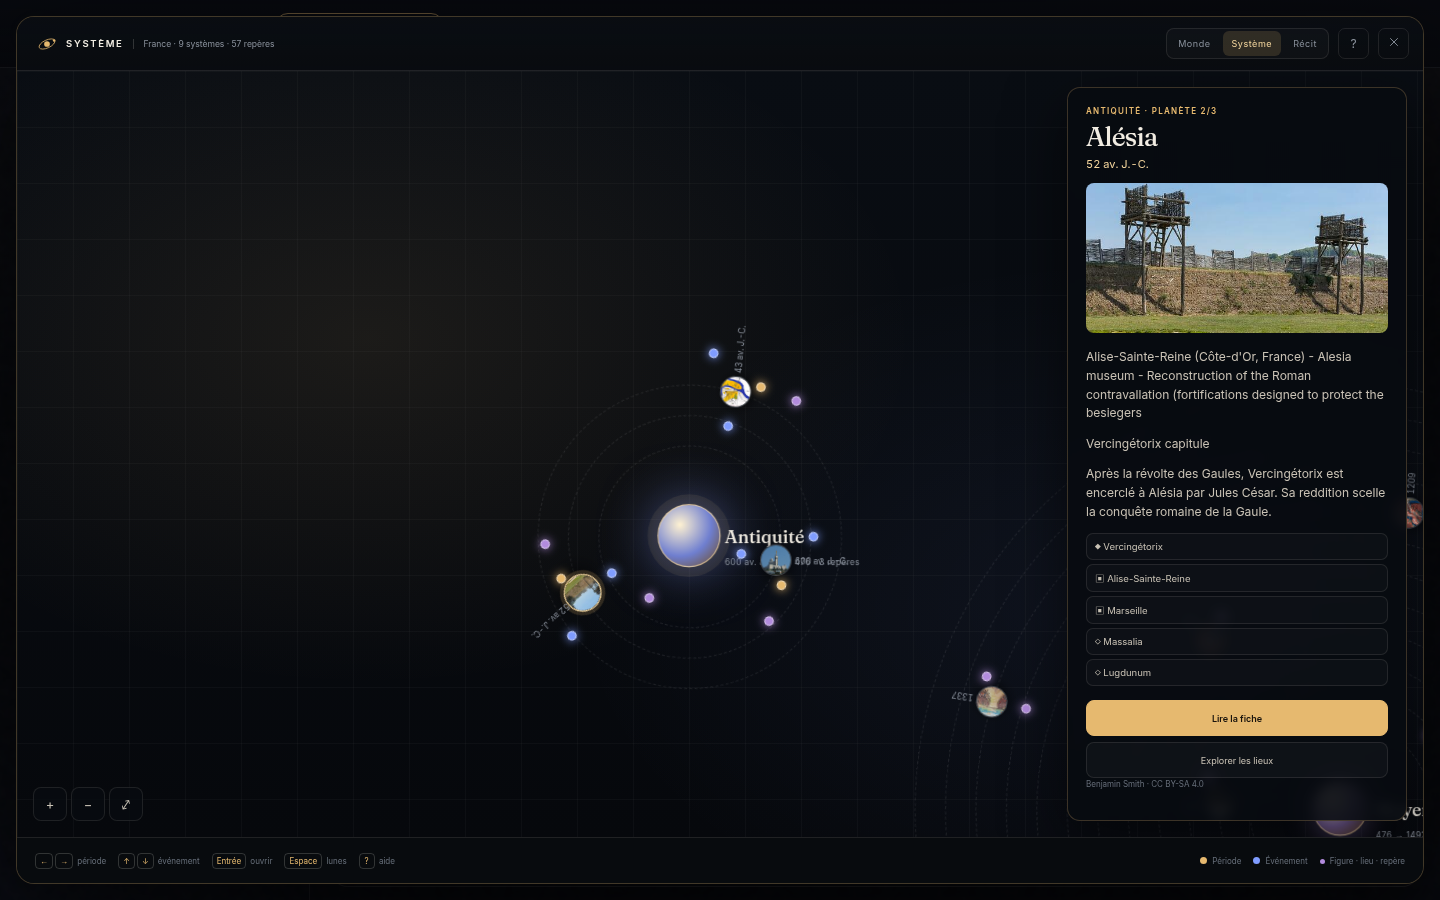 SYSTÈME
France · 9 systèmes · 57 repères
Monde
Système
Récit
?
ANTIQUITÉ · PLANÈTE 2/3
Alésia
52 av. J.-C.
Alise-Sainte-Reine (Côte-d'Or, France) - Alesia
museum - Reconstruction of the Roman
contravallation (fortifications designed to protect the
besiegers
Vercingétorix capitule
Après la révolte des Gaules, Vercingétorix est
encerclé à Alésia par Jules César. Sa reddition scelle
la conquête romaine de la Gaule.
Vercingétorix
Alise-Sainte-Reine
Marseille
Massalia
Lugdunum
Lire la fiche
Explorer les lieux
Benjamin Smith · CC BY-SA 4.0
43 av. J.-C.
Antiquité
600 av.
repères
52 av. J.-C.
1337
1209
476 – 149
+
−
← → période
↑ ↓ événement
Entrée ouvrir
Espace lunes
? aide
Période
Événement
Figure · lieu · repère